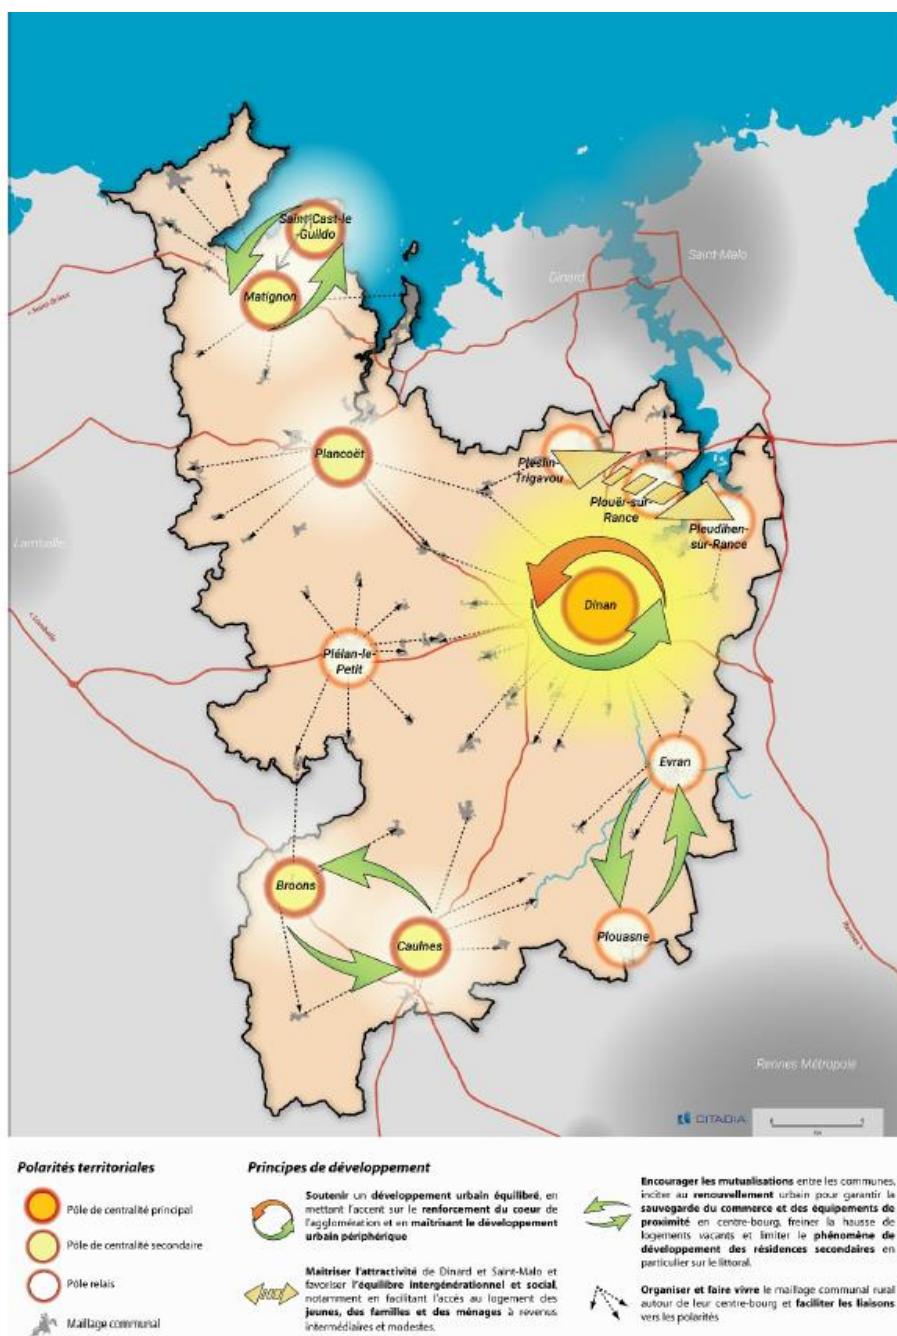 Saint-Cast-le
Guildo
Matignon
< Saint-Brieuc
Dinard
Saint-Malo
Plancoët
Pleslin-
Trigavou
Plouër-sur-
Rance
Pleudihen-
sur-Rance
Lamballe
< Lamballe
Dinan
Plélan-le-
Petit
Evran
Broons
Caulnes
Plouasne
Rennes >
Rennes Métropole
CITADIA
Polarités territoriales
Pôle de centralité principal
Pôle de centralité secondaire
Pôle relais
Maillage communal
Principes de développement
Soutenir un développement urbain équilibré, en
mettant l'accent sur le renforcement du coeur de
l'agglomération et en maîtrisant le développement
urbain périphérique
Maîtriser l'attractivité de Dinard et Saint-Malo et
favoriser l'équilibre intergénérationnel et social,
notamment en facilitant l'accès au logement des
jeunes, des familles et des ménages à revenus
intermédiaires et modestes.
Encourager les mutualisations entre les communes,
inciter au renouvellement urbain pour garantir la
sauvegarde du commerce et des équipements de
proximité en centre-bourg, freiner la hausse de
logements vacants et limiter le phénomène de
développement des résidences secondaires en
particulier sur le littoral.
Organiser et faire vivre le maillage communal rural
autour de leur centre-bourg et faciliter les liaisons
vers les polarités